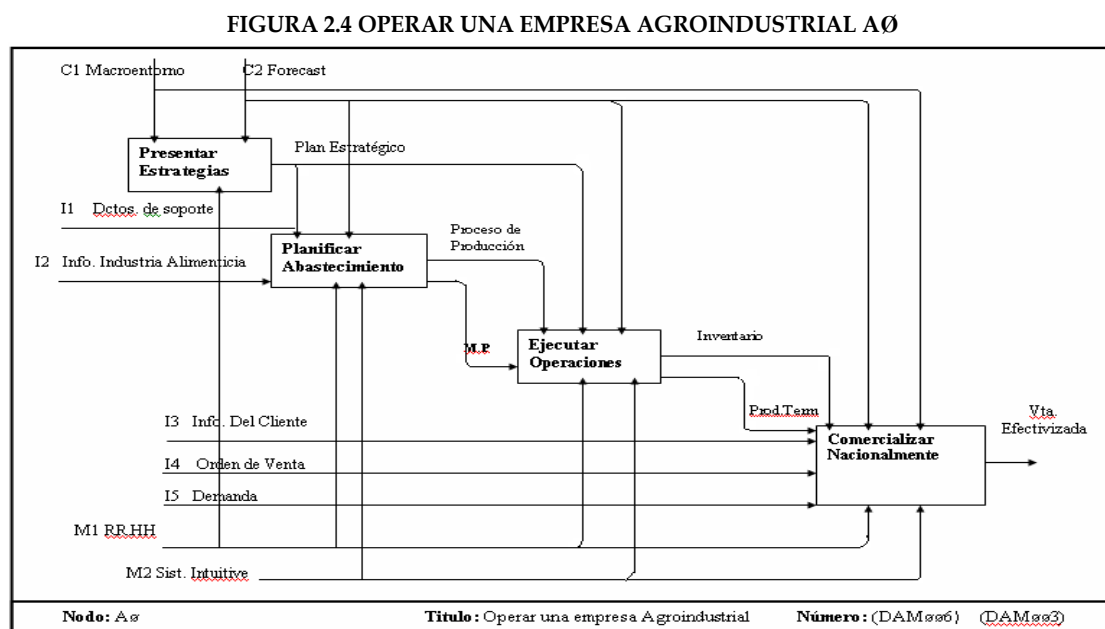 FIGURA 2.4 OPERAR UNA EMPRESA AGROINDUSTRIAL AØ
C1 Macroentorno
C2 Forecast
Presentar
Estrategias
Plan Estratégico
I1 Dctos. de soporte
Proceso de
Producción
Planificar
Abastecimiento
I2 Info. Industria Alimenticia
M.P
Ejecutar
Operaciones
Inventario
Prod.Term
Vta.
Efectivizada
I3 Info. Del Cliente
Comercializar
Nacionalmente
I4 Orden de Venta
I5 Demanda
M1 RR.HH
M2 Sist. Intuitive
Nodo: Aø Titulo: Operar una empresa Agroindustrial Número: (DAMøø6) (DAMøø3)